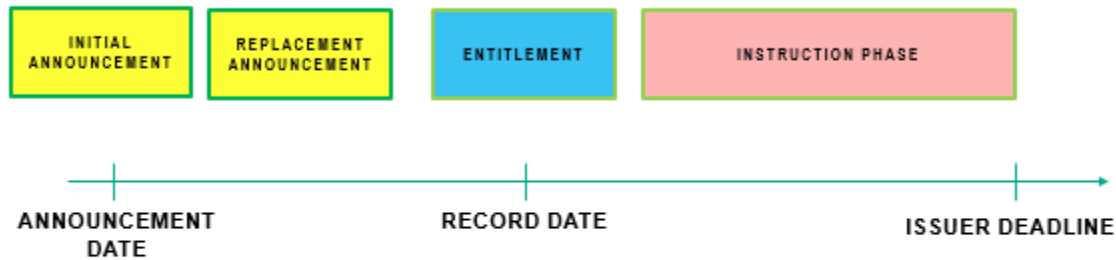 INITIAL
ANNOUNCEMENT
REPLACEMENT
ANNOUNCEMENT
ENTITLEMENT
INSTRUCTION PHASE
ANNOUNCEMENT
DATE
RECORD DATE
ISSUER DEADLINE